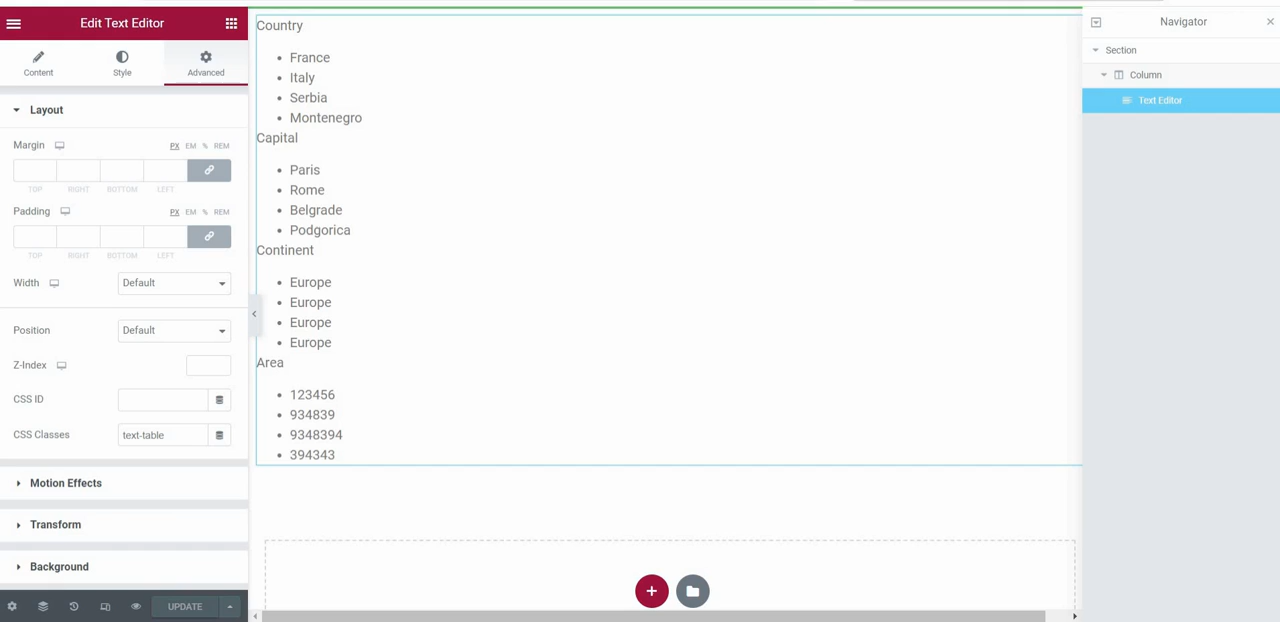 Edit Text Editor
Content
Style
Advanced
Layout
Margin
PX EM % REM
TOP RIGHT BOTTOM LEFT
Padding
PX EM % REM
TOP RIGHT BOTTOM LEFT
Width
Default
Position
Default
Z-Index
CSS ID
CSS Classes
text-table
Motion Effects
Transform
Background
UPDATE
Country
France
Italy
Serbia
Montenegro
Capital
Paris
Rome
Belgrade
Podgorica
Continent
Europe
Europe
Europe
Europe
Area
123456
934839
9348394
394343
Navigator
Section
Column
Text Editor